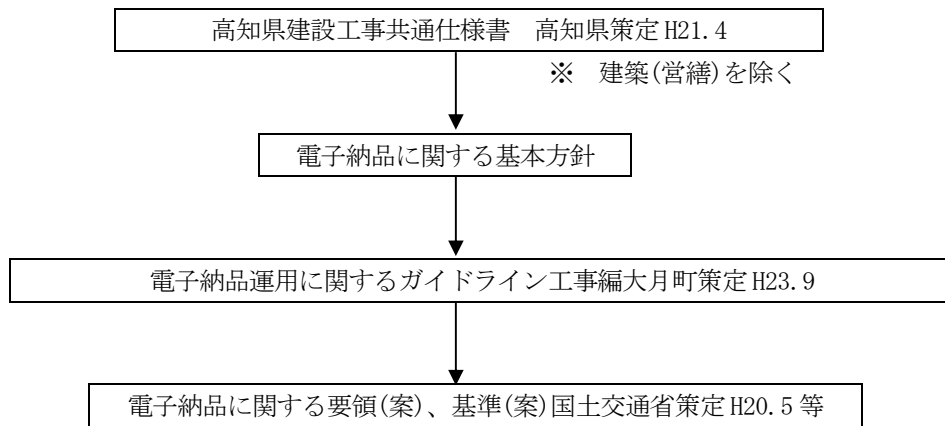 高知県建設工事共通仕様書　高知県策定 H21.4
※　建築(営繕)を除く
電子納品に関する基本方針
電子納品運用に関するガイドライン工事編大月町策定 H23.9
電子納品に関する要領(案)、基準(案)国土交通省策定 H20.5 等